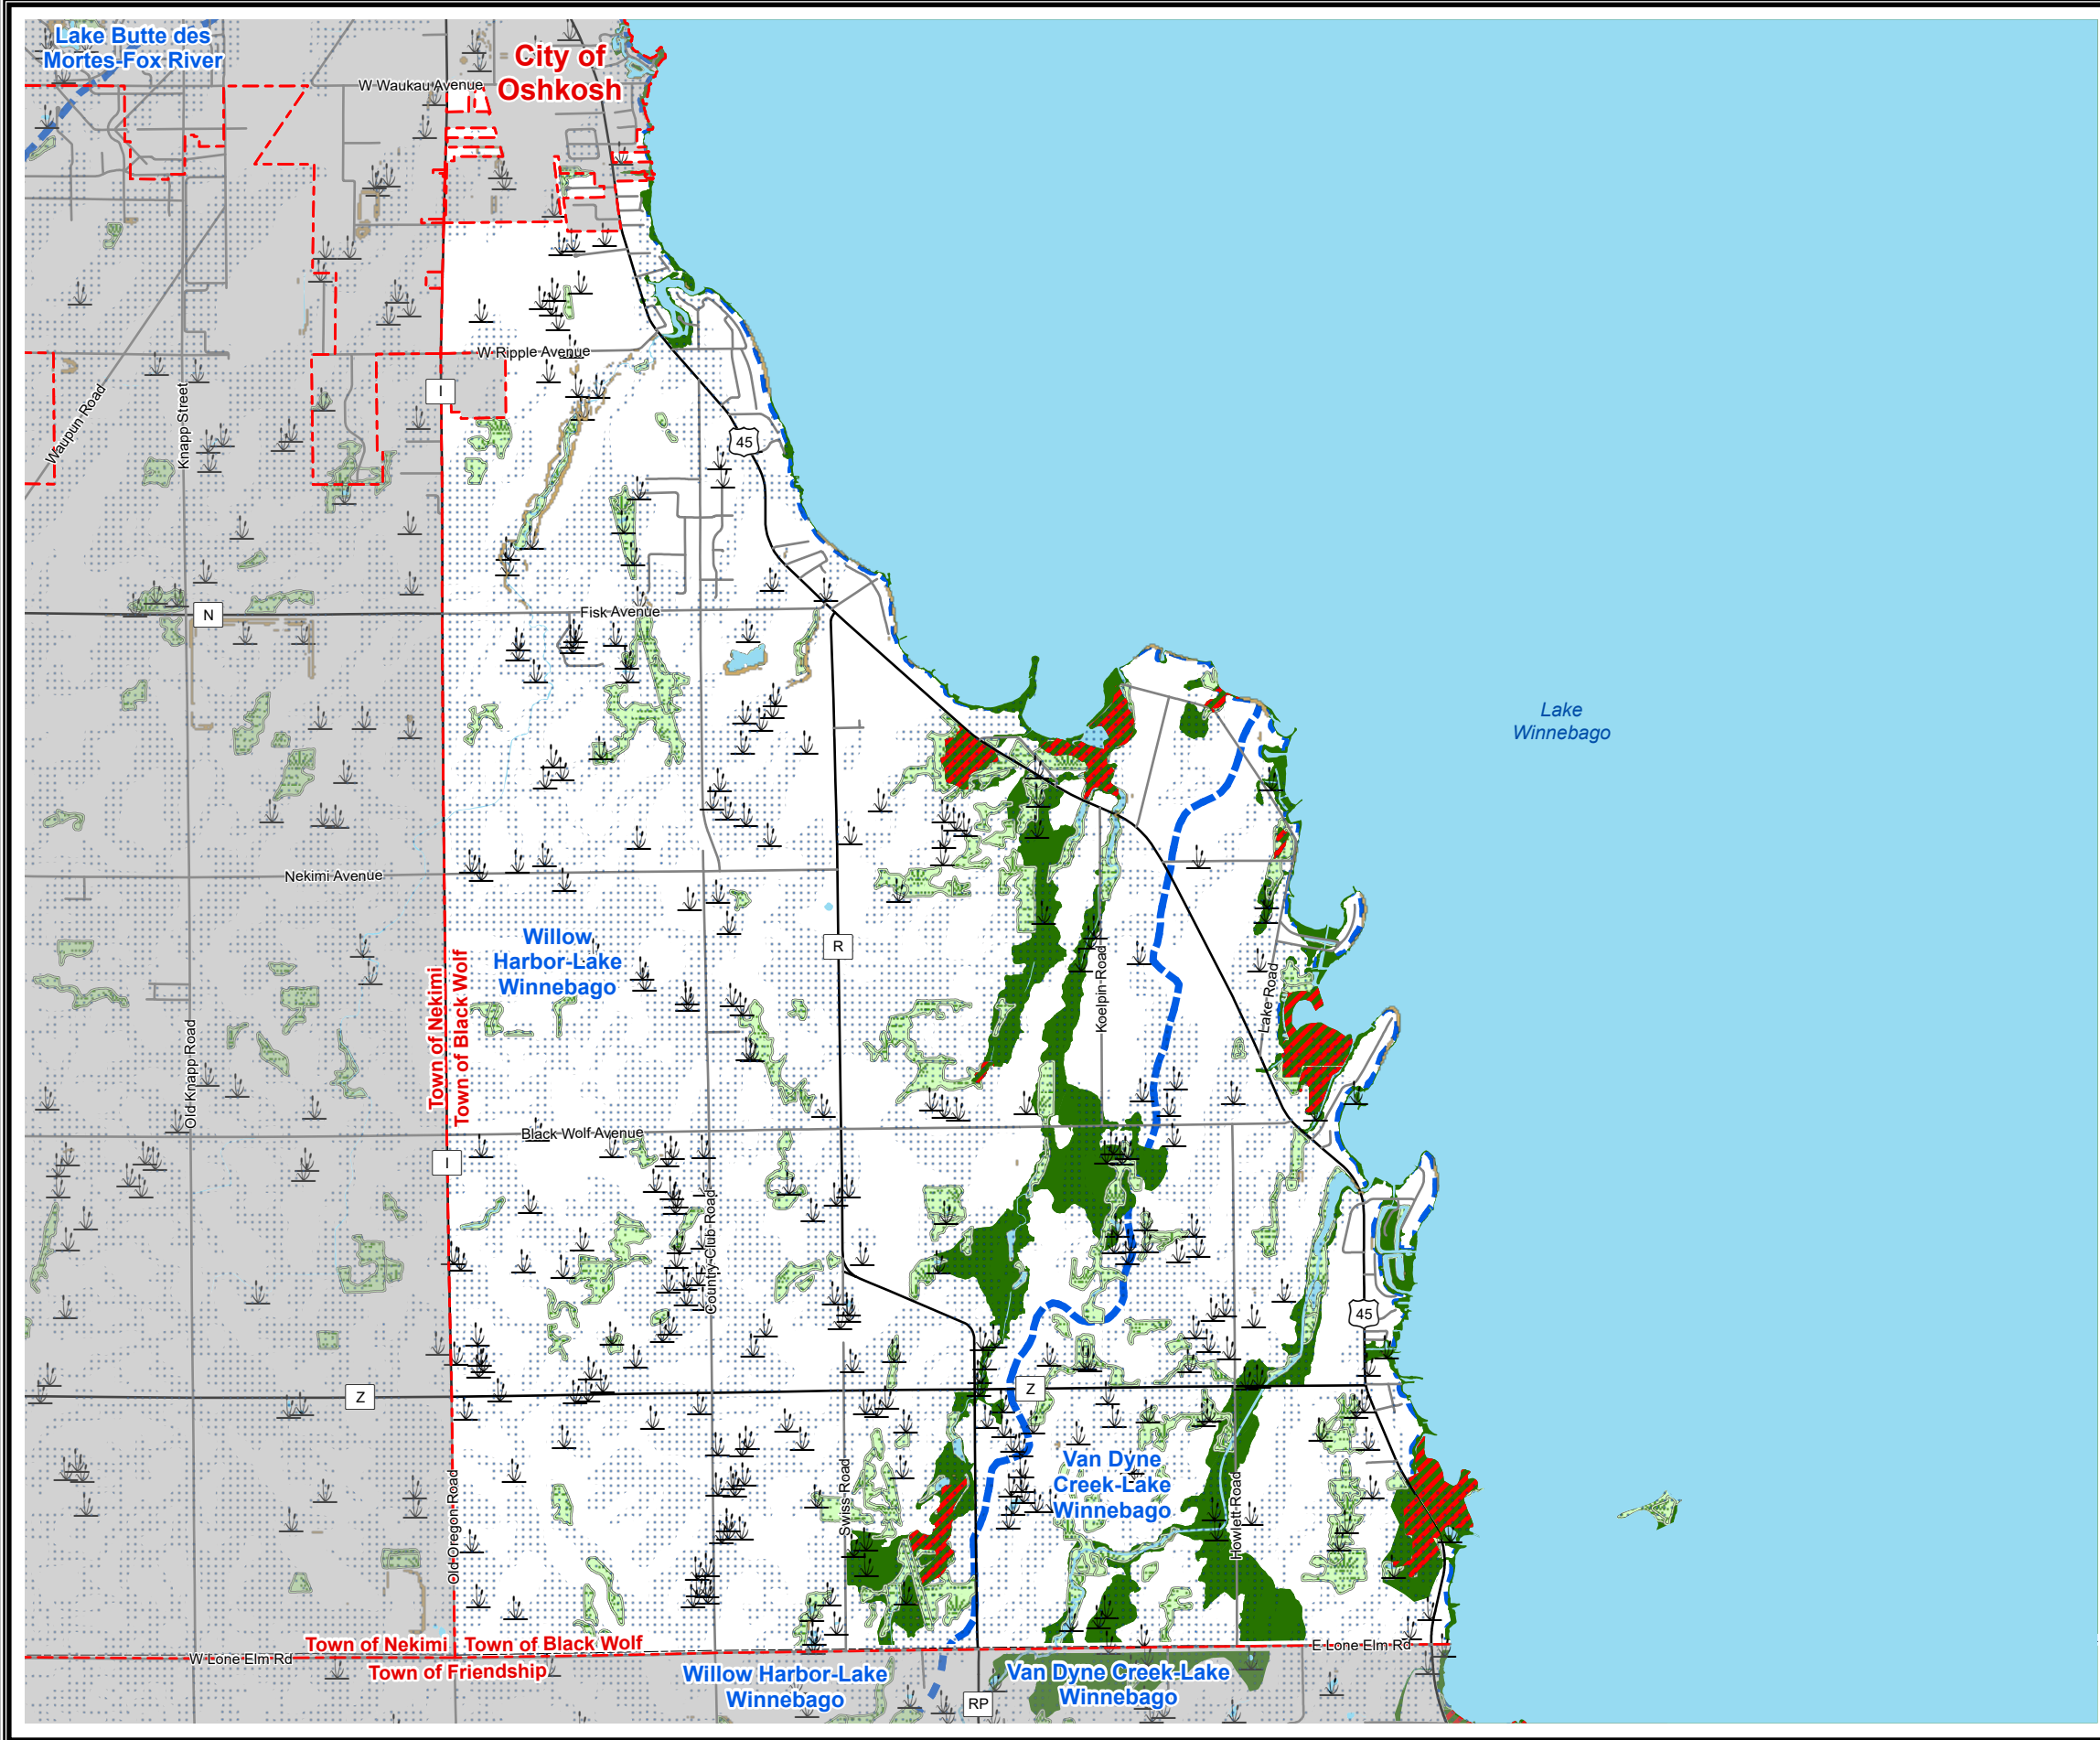 Lake Butte des
Mortes-Fox River
City of
Oshkosh
W Waukau Avenue
W Ripple Avenue
I
Waupun Road
Knapp Street
45
N
Fisk Avenue
Lake
Winnebago
Nekimi Avenue
Willow
Harbor-Lake
Winnebago
R
Town of Nekimi
Town of Black Wolf
Koelpin Road
Lake Road
Old Knapp Road
Black Wolf Avenue
I
Country Club Road
45
Z
Z
Van Dyne
Creek-Lake
Winnebago
Old Oregon Road
Swiss Road
Howlett Road
Town of Nekimi
Town of Black Wolf
E Lone Elm Rd
W Lone Elm Rd
Town of Friendship
Willow Harbor-Lake
Winnebago
Van Dyne Creek-Lake
Winnebago
RP